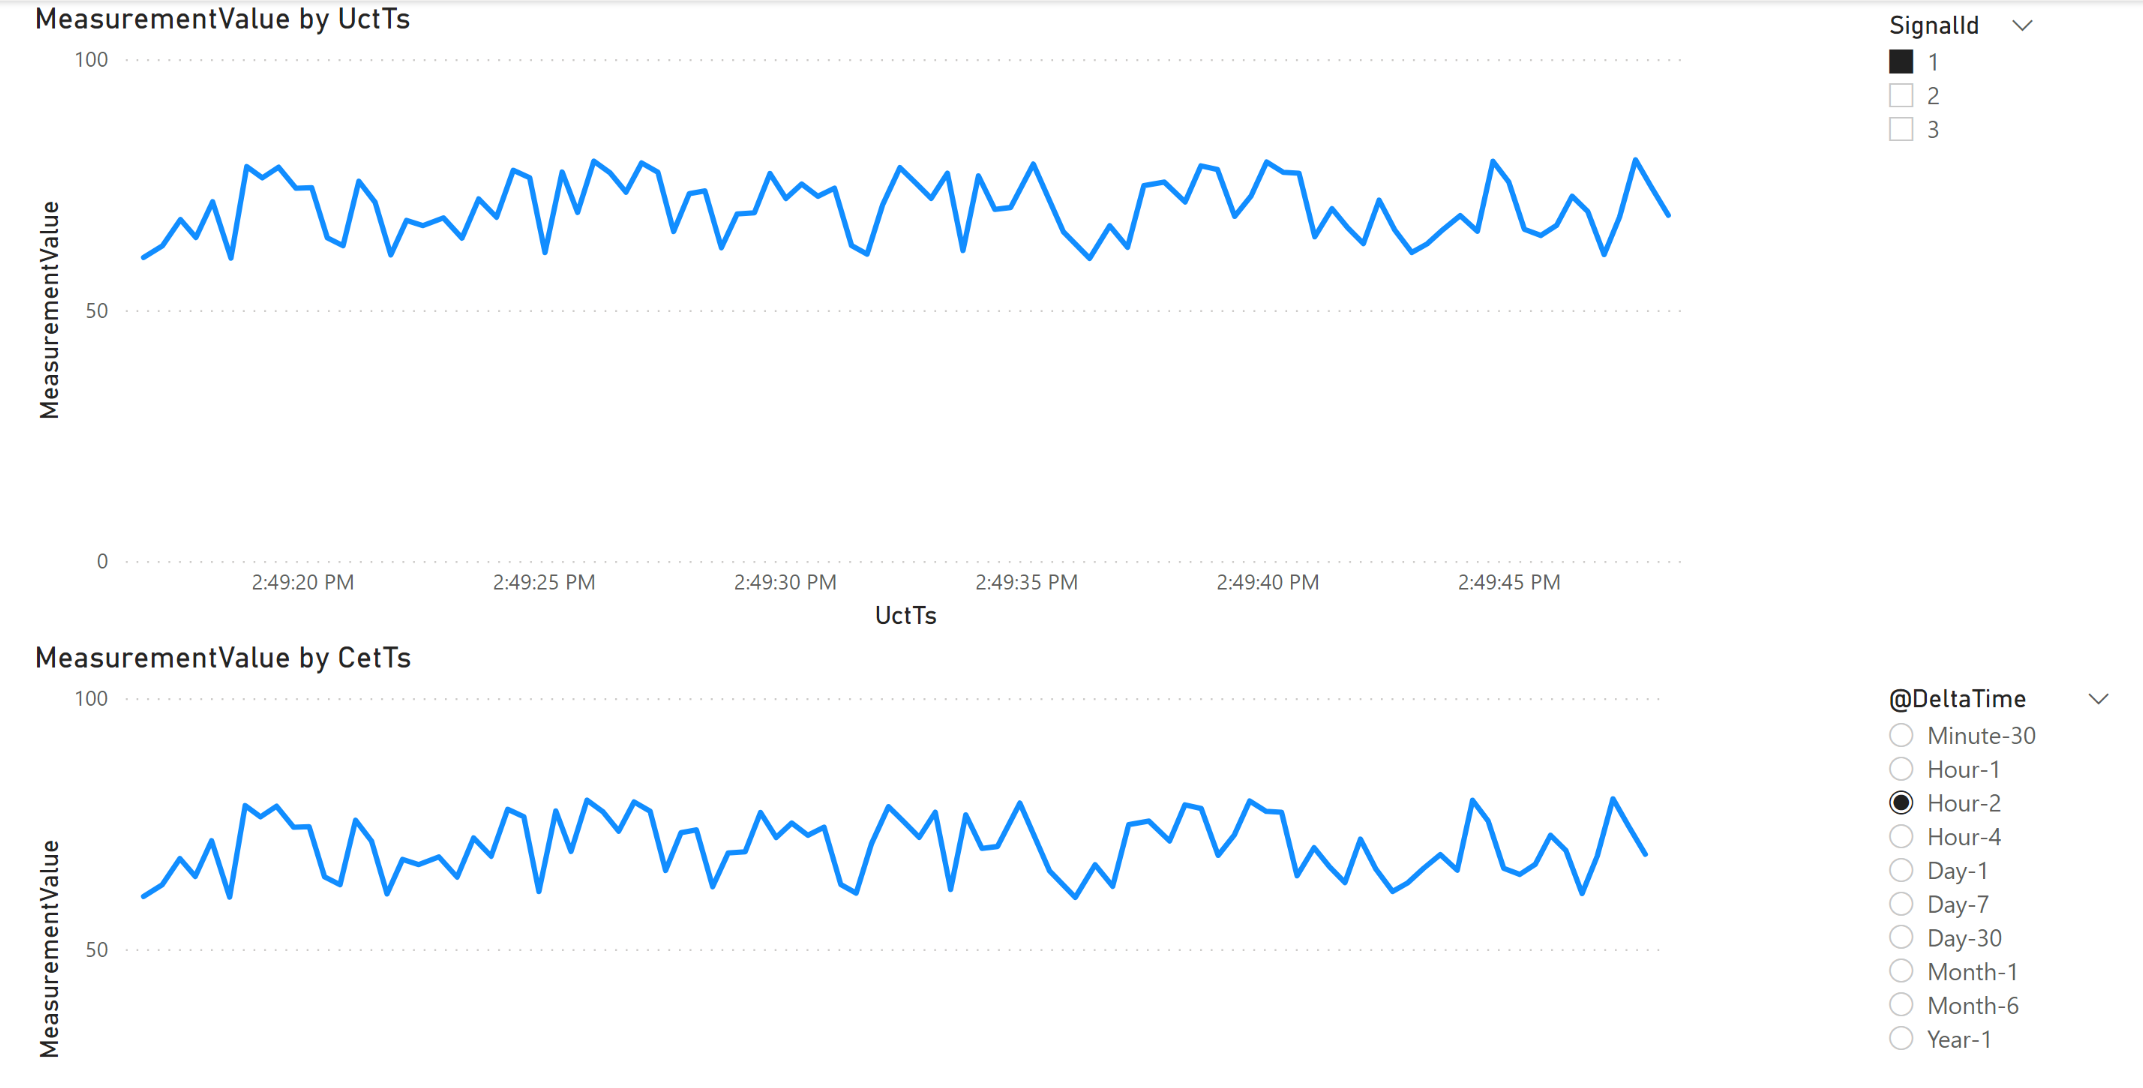 MeasurementValue by UctTs
100
50
0
MeasurementValue
2:49:20 PM 2:49:25 PM 2:49:30 PM 2:49:35 PM 2:49:40 PM 2:49:45 PM
UctTs
SignalId
1
2
3
MeasurementValue by CetTs
100
50
MeasurementValue
@DeltaTime
Minute-30
Hour-1
Hour-2
Hour-4
Day-1
Day-7
Day-30
Month-1
Month-6
Year-1